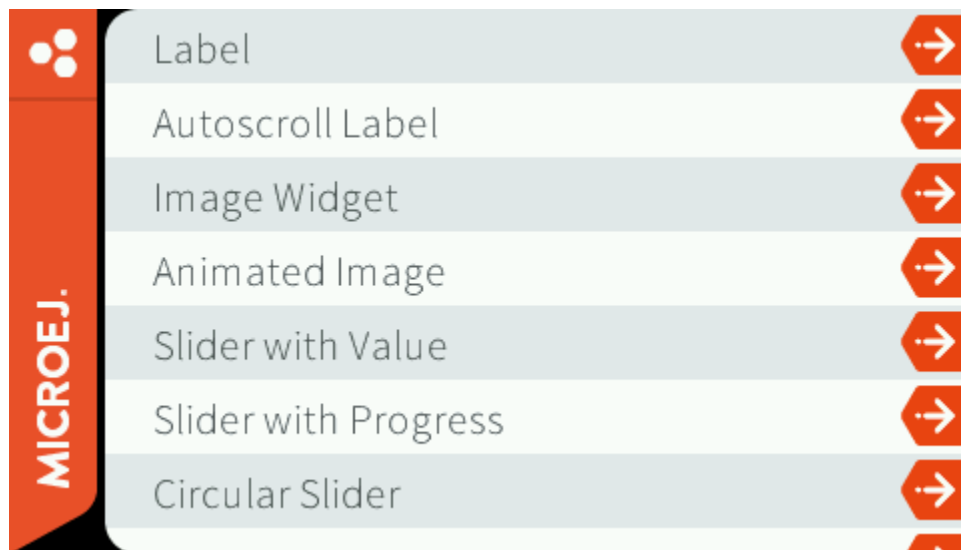 MICROEJ.
Label
Autoscroll Label
Image Widget
Animated Image
Slider with Value
Slider with Progress
Circular Slider